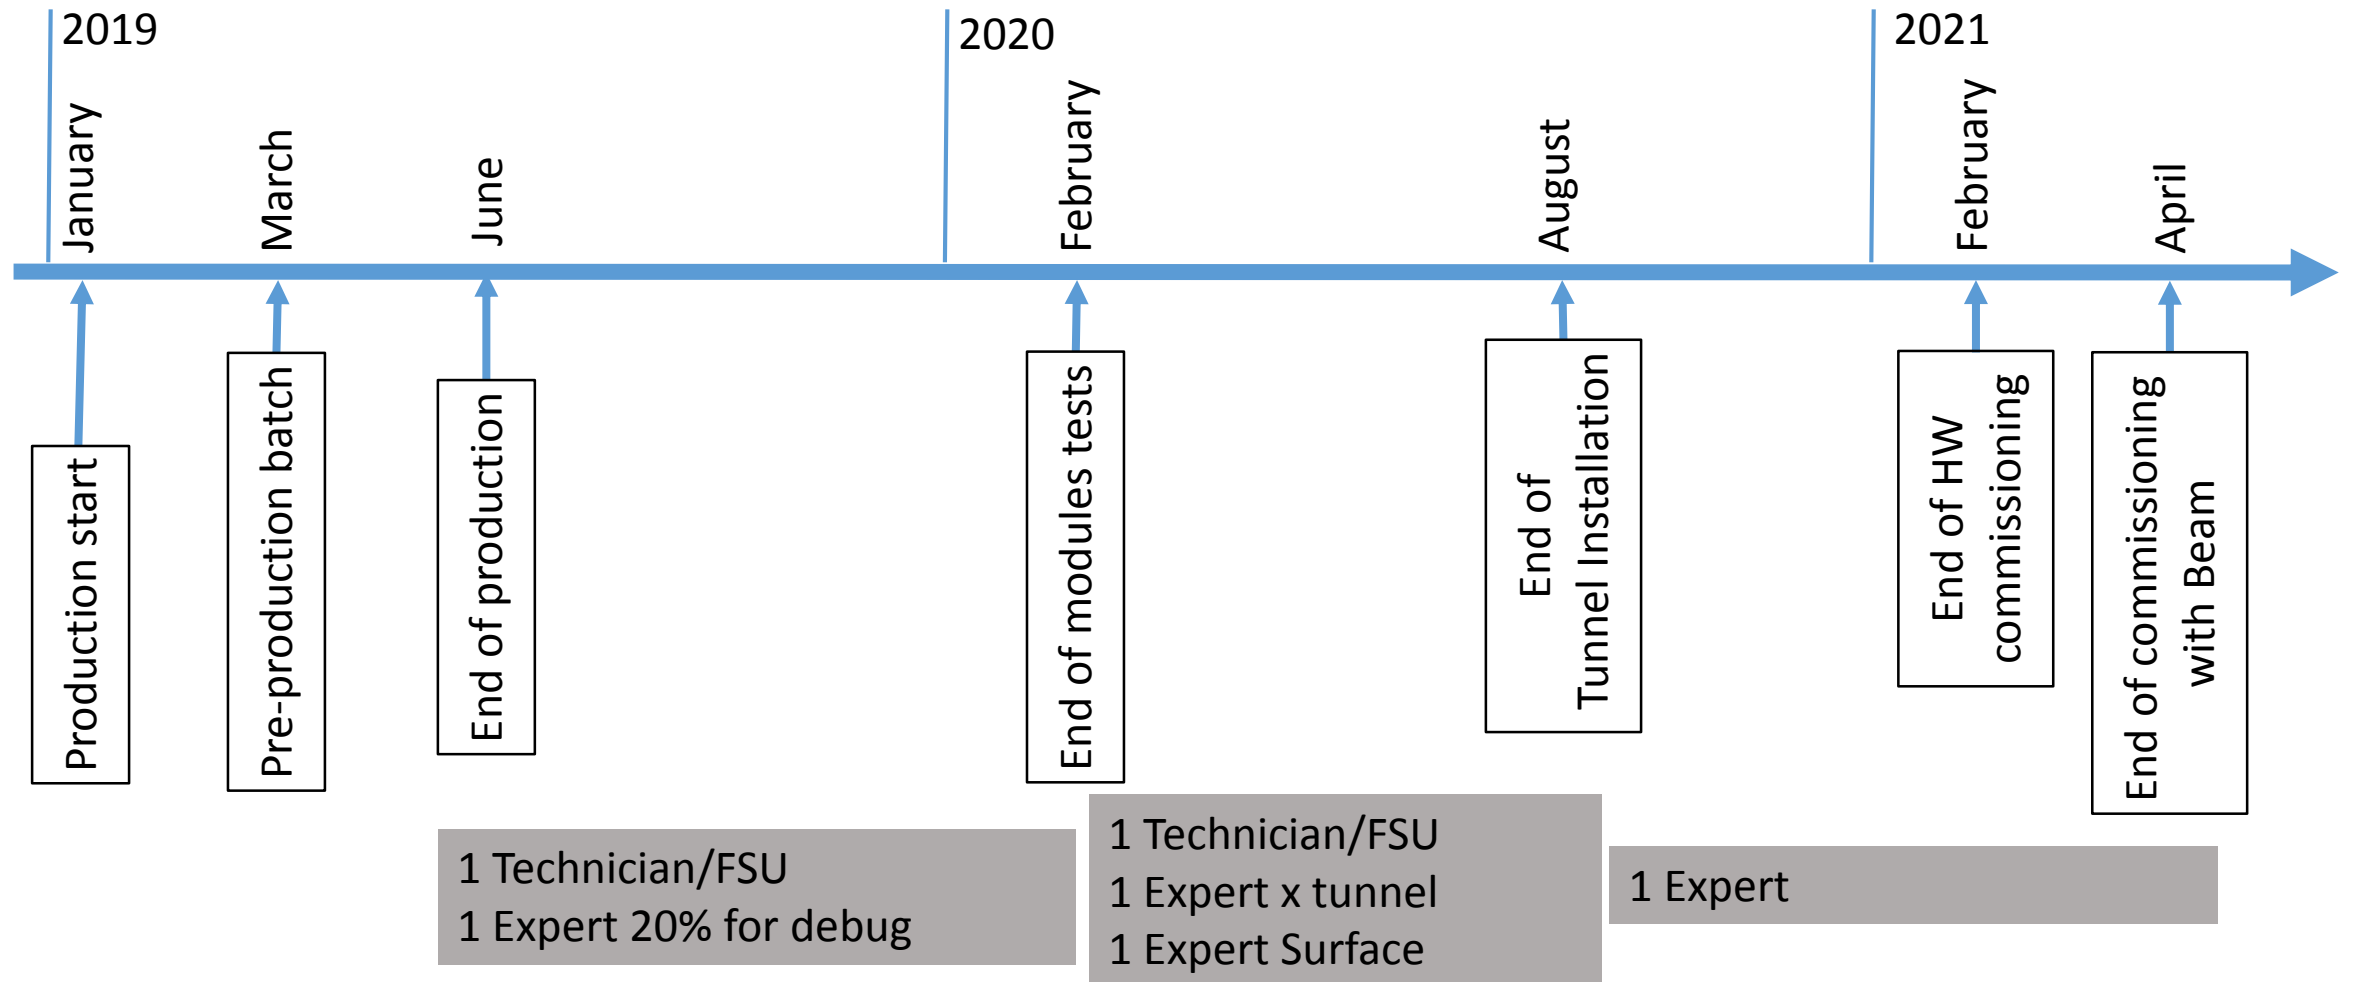 2019
2020
2021
January
March
June
February
August
February
April
Production start
Pre-production batch
End of production
End of modules tests
End of
Tunnel Installation
End of HW
commissioning
End of commissioning
with Beam
1 Technician/FSU
1 Expert 20% for debug
1 Technician/FSU
1 Expert x tunnel
1 Expert Surface
1 Expert